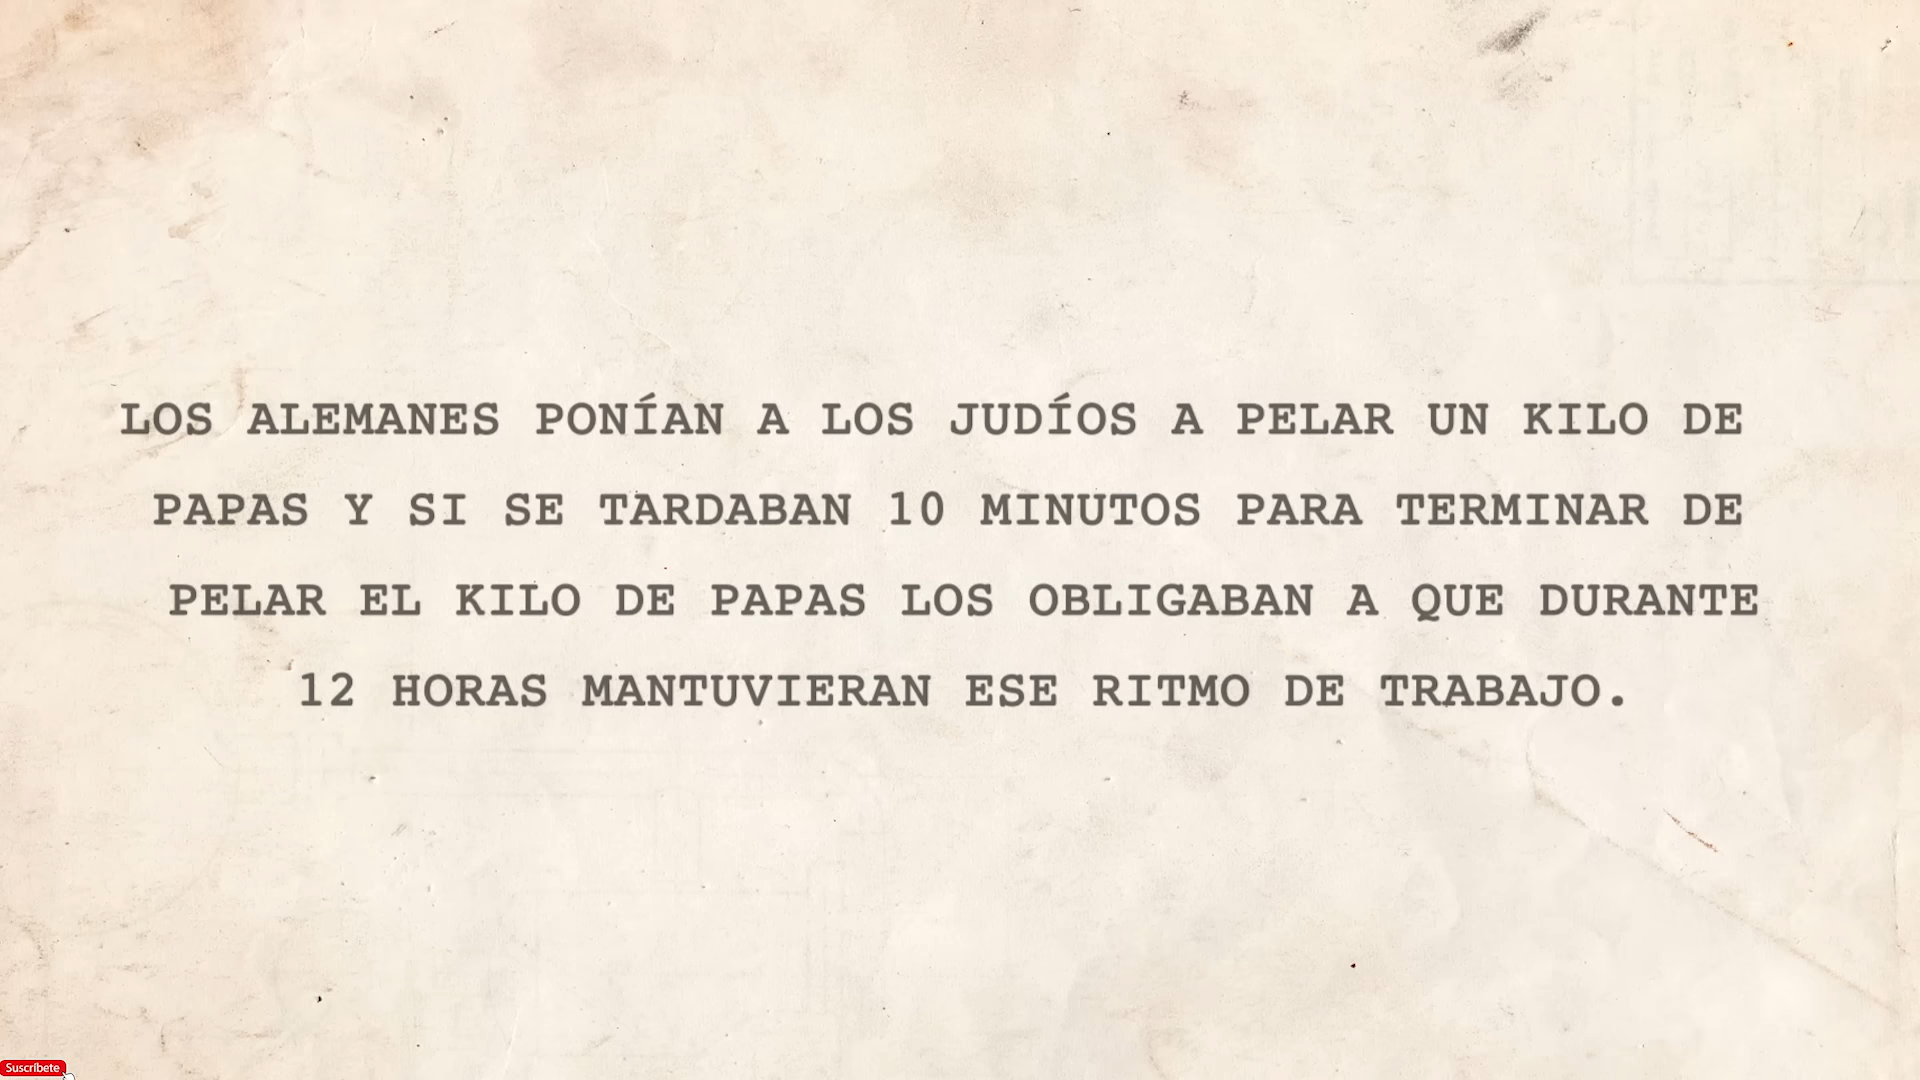 LOS ALEMANES PONÍAN A LOS JUDÍOS A PELAR UN KILO DE
PAPAS Y SI SE TARDABAN 10 MINUTOS PARA TERMINAR DE
PELAR EL KILO DE PAPAS LOS OBLIGABAN A QUE DURANTE
12 HORAS MANTUVIERAN ESE RITMO DE TRABAJO.
Suscríbete